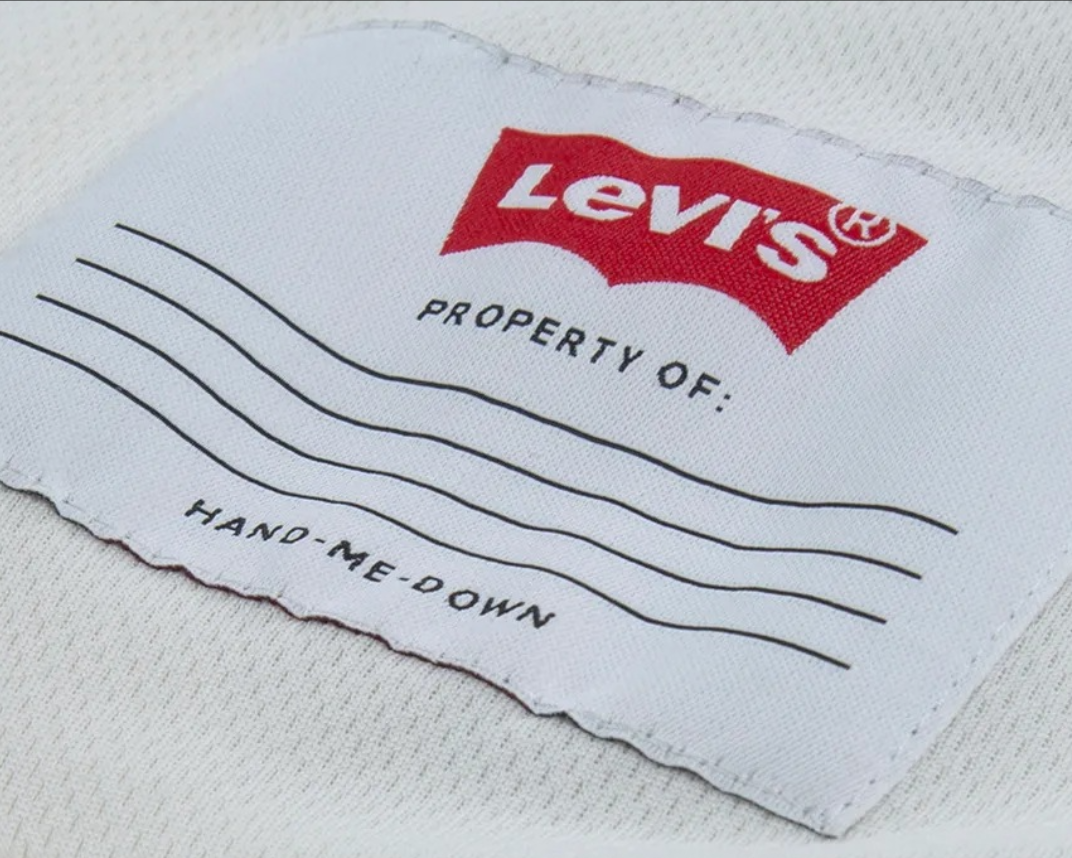 Levi's®
PROPERTY OF:
HAND-ME-DOWN